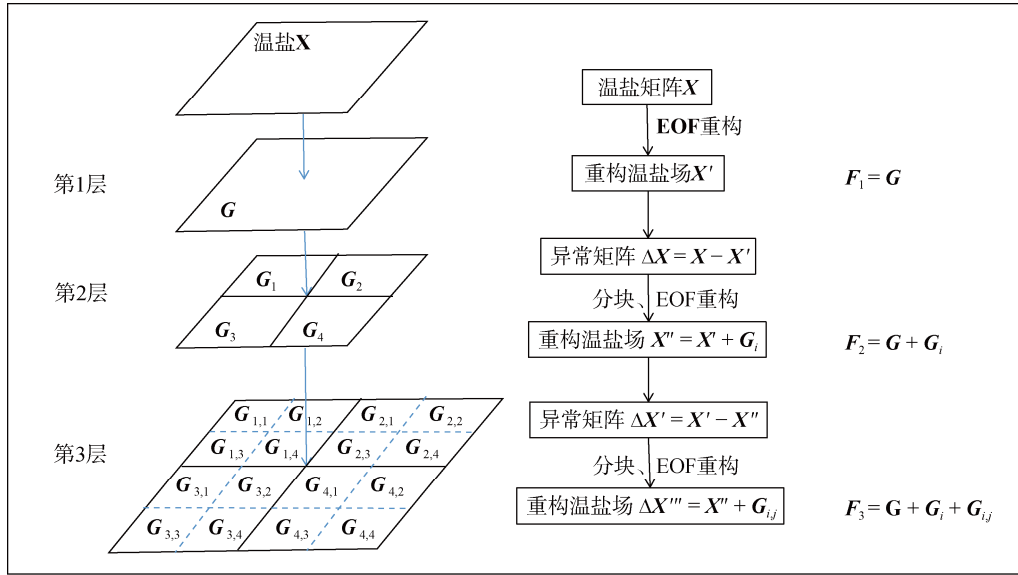 温盐X
第1层
G
第2层
G₁ G₂
G₃ G₄
第3层
G₁,₁ G₁,₂ G₂,₁ G₂,₂
G₁,₃ G₁,₄ G₂,₃ G₂,₄
G₃,₁ G₃,₂ G₄,₁ G₄,₂
G₃,₃ G₃,₄ G₄,₃ G₄,₄
温盐矩阵X
EOF重构
重构温盐场X′
异常矩阵 ΔX = X − X′
分块、EOF重构
重构温盐场 X″ = X′ + Gᵢ
异常矩阵 ΔX′ = X′ − X″
分块、EOF重构
重构温盐场 ΔX‴ = X″ + Gᵢ,ⱼ
F₁ = G
F₂ = G + Gᵢ
F₃ = G + Gᵢ + Gᵢ,ⱼ